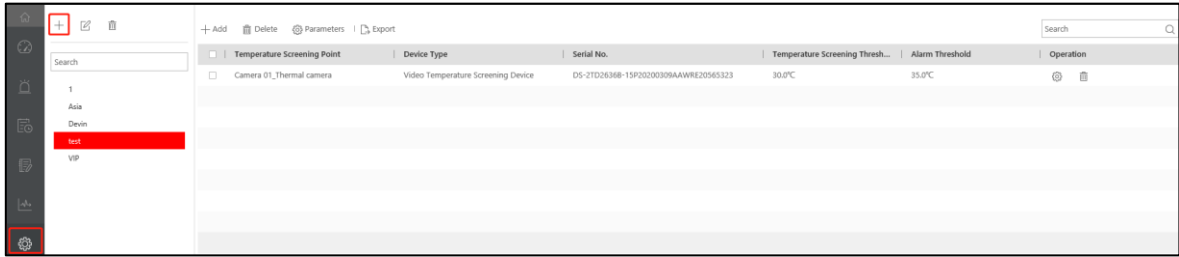 Add Delete Parameters Export Search
Search
Temperature Screening Point Device Type Serial No. Temperature Screening Thresh... Alarm Threshold Operation
Camera 01_Thermal camera Video Temperature Screening Device DS-2TD2636B-15P20200309AAWRE20565323 30.0℃ 35.0℃
1
Asia
Devin
test
VIP